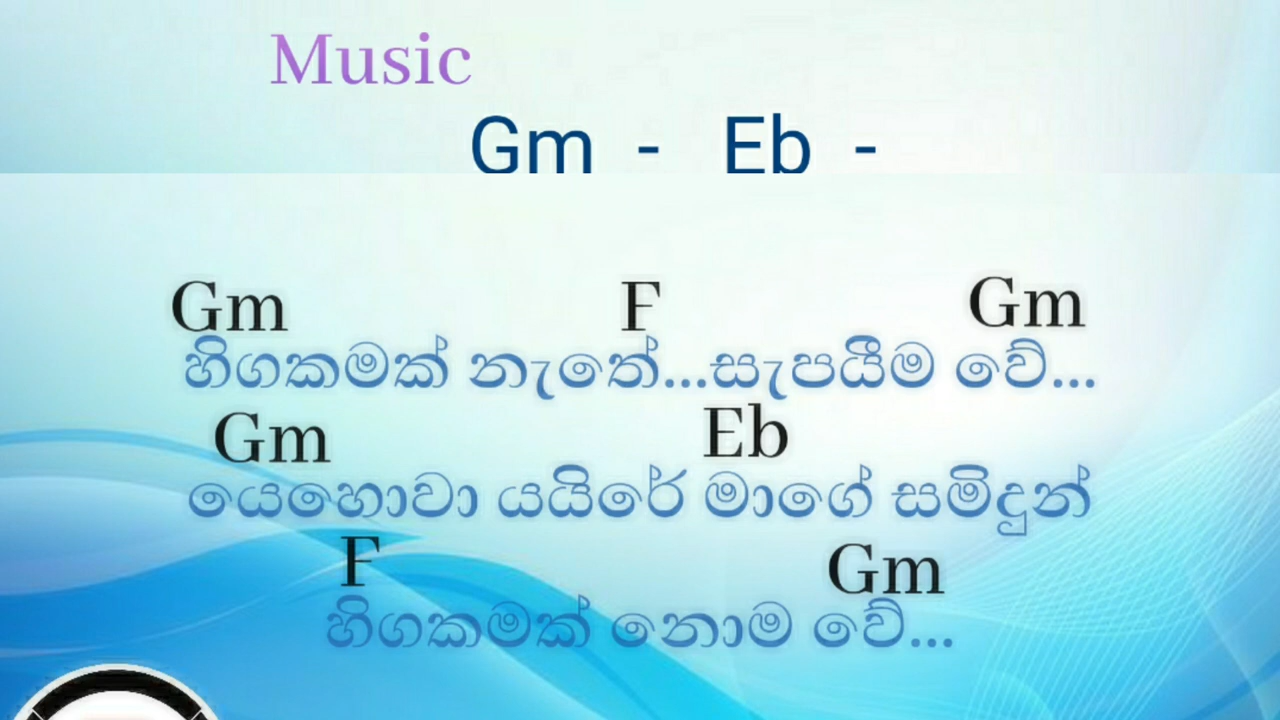 Music
Gm - Eb -
Gm F Gm
හිගකමක් නැතේ...සැපයීම වේ...
Gm Eb
යෙහොවා යයිරේ මාගේ සමිදුන්
F Gm
හිගකමක් නොම වේ...